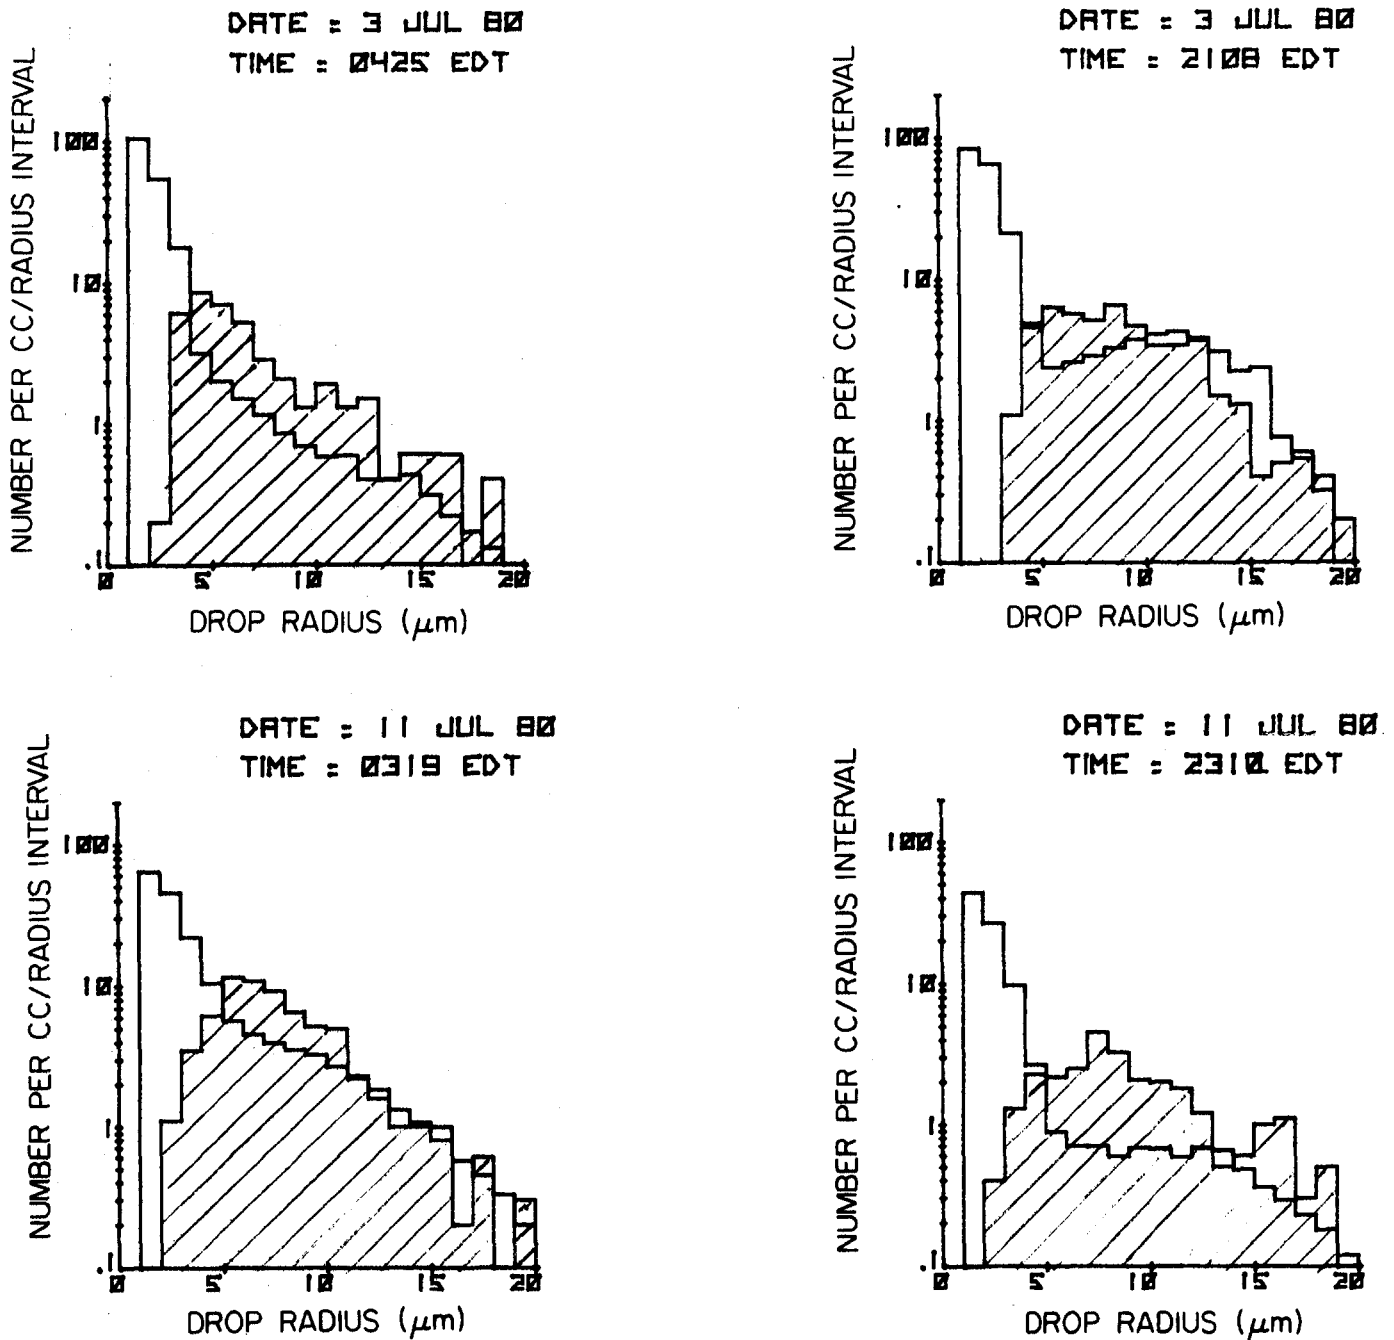 DATE : 3 JUL 80
TIME : 0425 EDT
NUMBER PER CC/RADIUS INTERVAL
100
10
1
.1
0 5 10 15 20
DROP RADIUS (μm)
DATE : 3 JUL 80
TIME : 2108 EDT
NUMBER PER CC/RADIUS INTERVAL
100
10
1
.1
0 5 10 15 20
DROP RADIUS (μm)
DATE : 11 JUL 80
TIME : 0319 EDT
NUMBER PER CC/RADIUS INTERVAL
100
10
1
.1
0 5 10 15 20
DROP RADIUS (μm)
DATE : 11 JUL 80
TIME : 2310 EDT
NUMBER PER CC/RADIUS INTERVAL
100
10
1
.1
0 5 10 15 20
DROP RADIUS (μm)